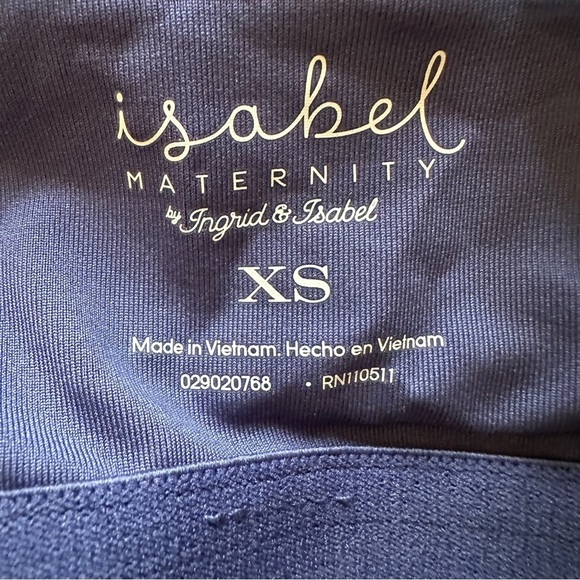 isabel
MATERNITY
by Ingrid & Isabel
XS
Made in Vietnam. Hecho en Vietnam
029020768 • RN110511